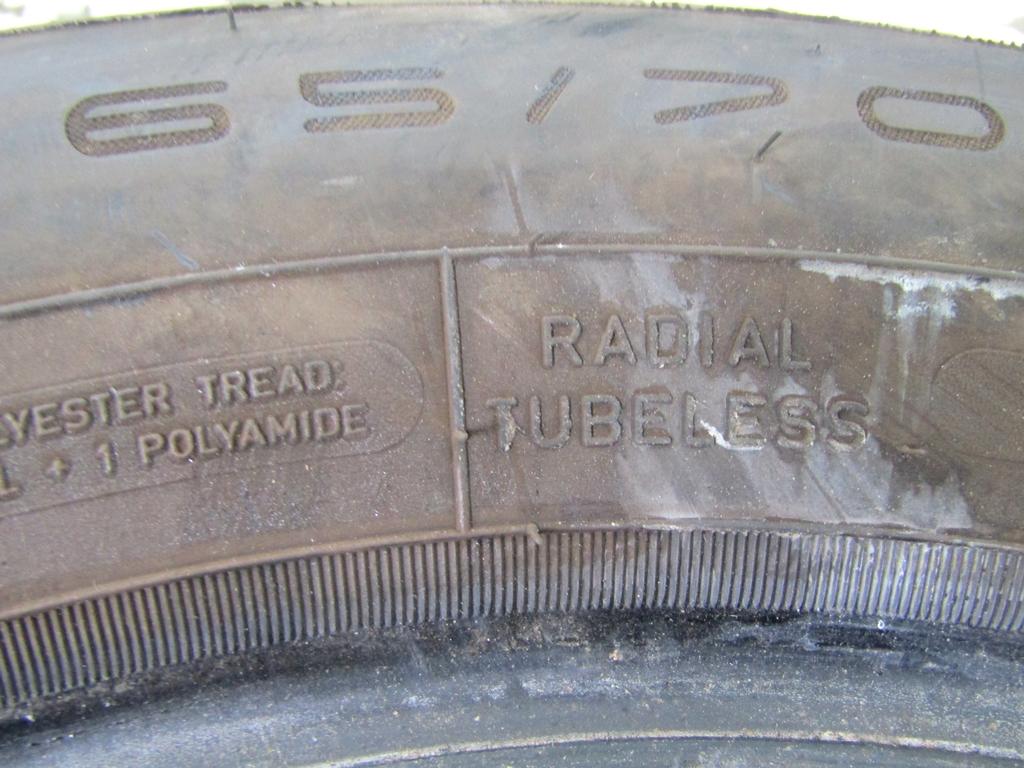 65/70
LYESTER TREAD:
L + 1 POLYAMIDE
RADIAL
TUBELESS